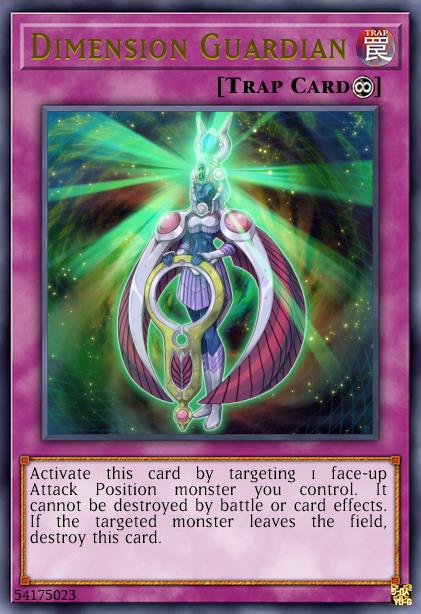 Dimension Guardian
TRAP
罠
[Trap Card♾]
Activate this card by targeting 1 face-up
Attack Position monster you control. It
cannot be destroyed by battle or card effects.
If the targeted monster leaves the field,
destroy this card.
54175023